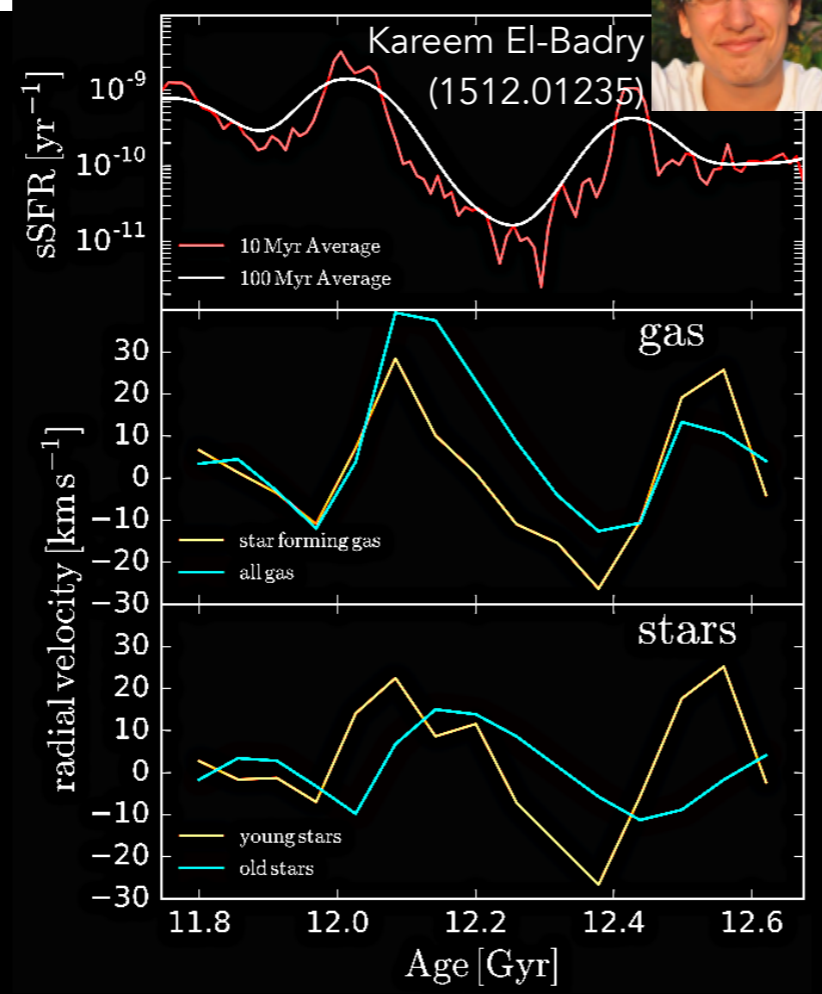 Kareem El-Badry
(1512.01235)
sSFR [yr⁻¹]
10⁻⁹
10⁻¹⁰
10⁻¹¹
10 Myr Average
100 Myr Average
radial velocity [km s⁻¹]
gas
30
20
10
0
−10
−20
−30
star forming gas
all gas
stars
30
20
10
0
−10
−20
−30
young stars
old stars
11.8 12.0 12.2 12.4 12.6
Age [Gyr]